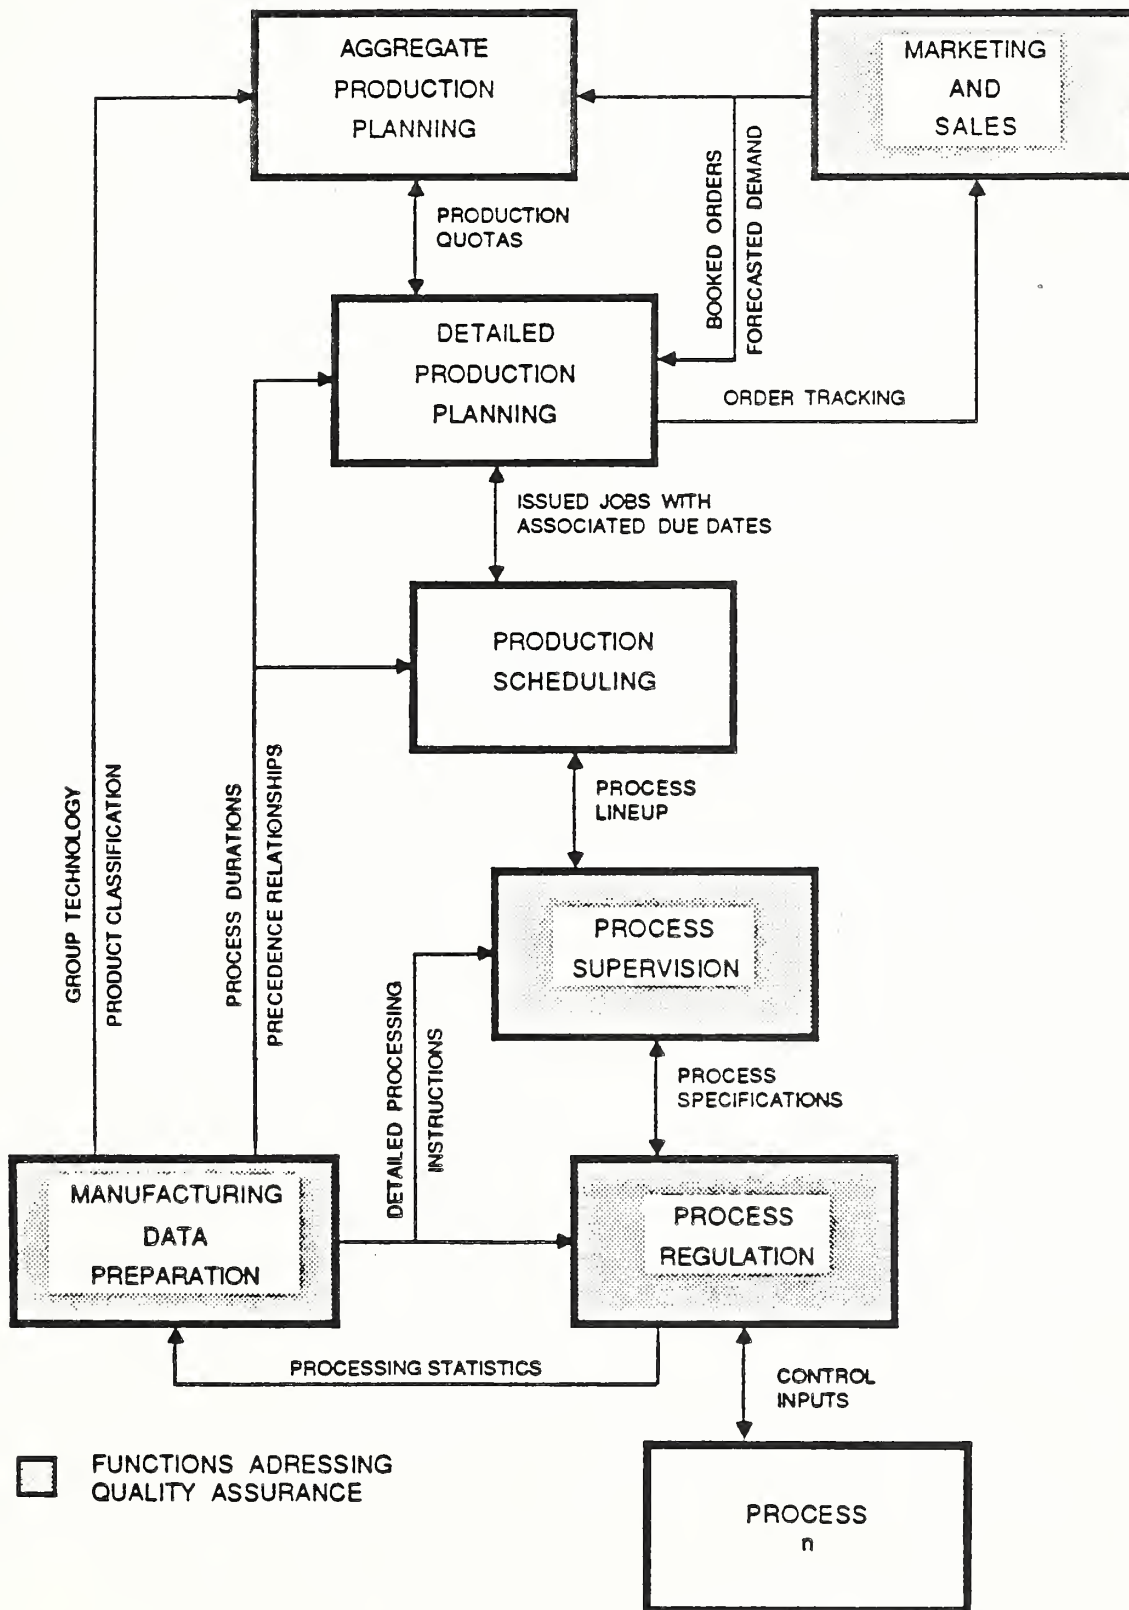 AGGREGATE
PRODUCTION
PLANNING
MARKETING
AND
SALES
PRODUCTION
QUOTAS
BOOKED ORDERS
FORECASTED DEMAND
DETAILED
PRODUCTION
PLANNING
ORDER TRACKING
ISSUED JOBS WITH
ASSOCIATED DUE DATES
PRODUCTION
SCHEDULING
GROUP TECHNOLOGY
PRODUCT CLASSIFICATION
PROCESS DURATIONS
PRECEDENCE RELATIONSHIPS
PROCESS
LINEUP
PROCESS
SUPERVISION
DETAILED PROCESSING
INSTRUCTIONS
PROCESS
SPECIFICATIONS
MANUFACTURING
DATA
PREPARATION
PROCESS
REGULATION
PROCESSING STATISTICS
CONTROL
INPUTS
FUNCTIONS ADRESSING
QUALITY ASSURANCE
PROCESS
n